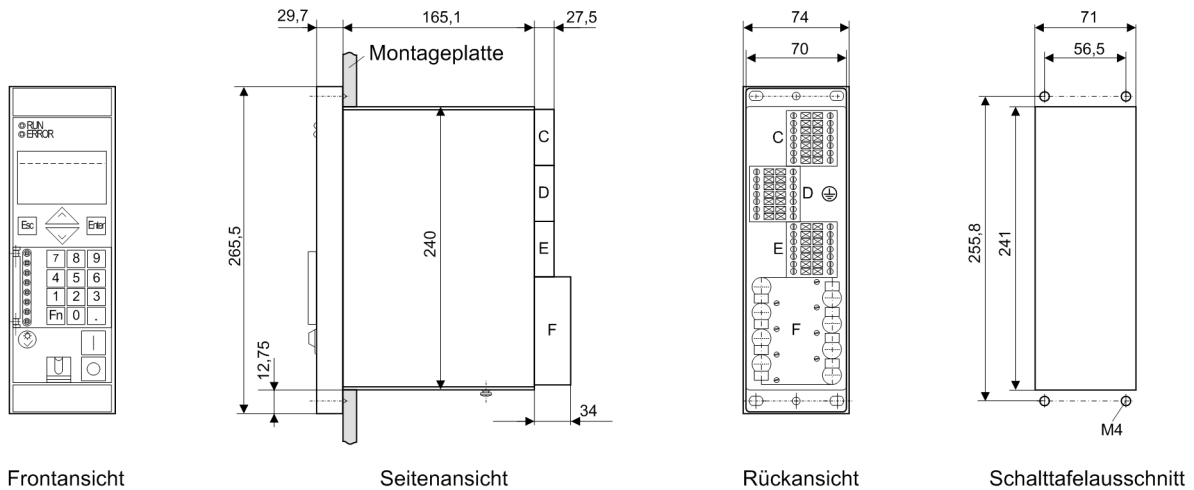 29,7
165,1
27,5
74
71
Montageplatte
70
56,5
RUN
ERROR
C
C
D
D
Esc
Enter
265,5
240
E
E
255,8
241
7 8 9
4 5 6
1 2 3
Fn 0 .
F
F
12,75
34
M4
Frontansicht
Seitenansicht
Rückansicht
Schalttafelausschnitt